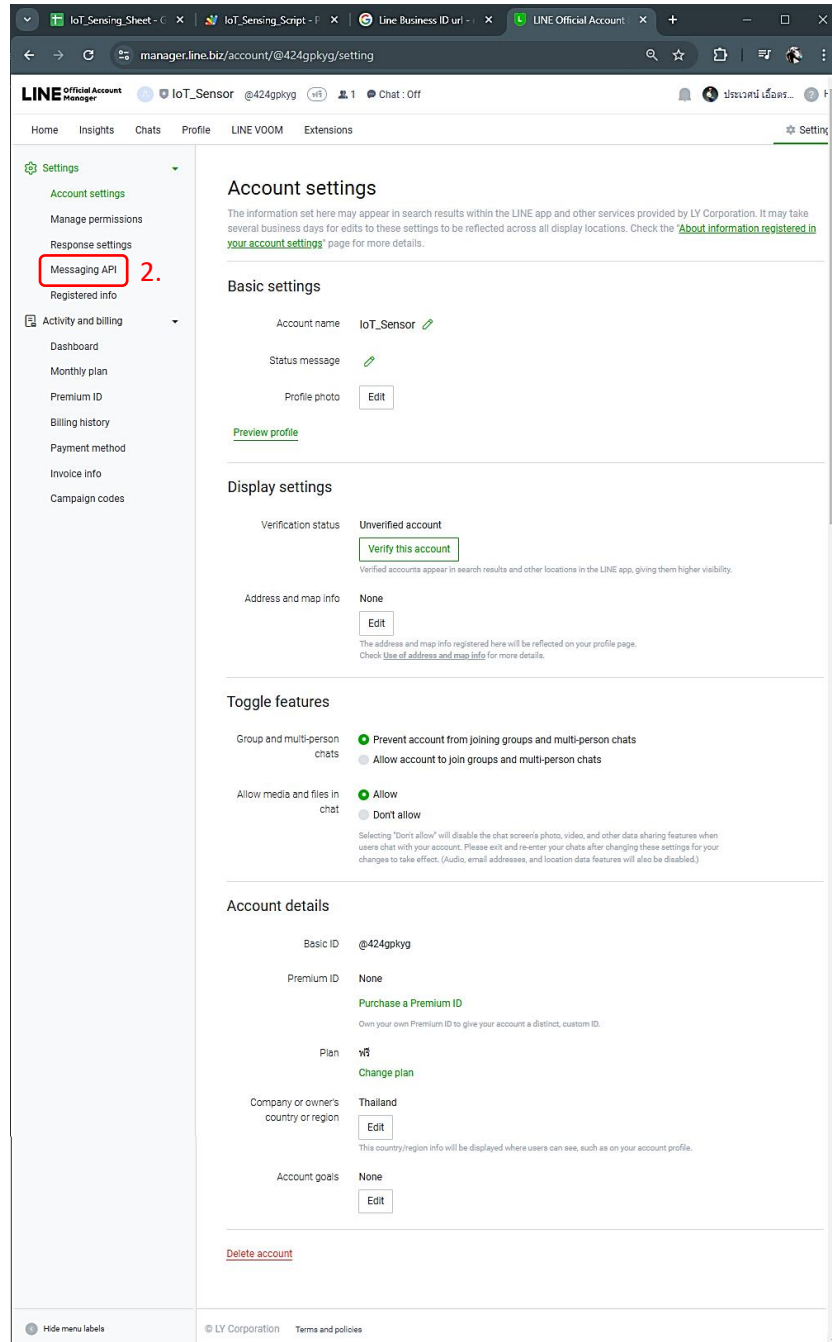 IoT_Sensing_Sheet - G
IoT_Sensing_Script - P
Line Business ID url -
LINE Official Account
manager.line.biz/account/@424gpkyg/setting
LINE Official Account Manager
IoT_Sensor @424gpkyg ฟรี 1 Chat : Off
ประเวศน์ เอื้อตร...
Home Insights Chats Profile LINE VOOM Extensions
Setting
Settings
Account settings
Manage permissions
Response settings
Messaging API 2.
Registered info
Activity and billing
Dashboard
Monthly plan
Premium ID
Billing history
Payment method
Invoice info
Campaign codes
Account settings
The information set here may appear in search results within the LINE app and other services provided by LY Corporation. It may take
several business days for edits to these settings to be reflected across all display locations. Check the "About information registered in
your account settings" page for more details.
Basic settings
Account name IoT_Sensor
Status message
Profile photo Edit
Preview profile
Display settings
Verification status Unverified account
Verify this account
Verified accounts appear in search results and other locations in the LINE app, giving them higher visibility.
Address and map info None
Edit
The address and map info registered here will be reflected on your profile page.
Check Use of address and map info for more details.
Toggle features
Group and multi-person
chats
Prevent account from joining groups and multi-person chats
Allow account to join groups and multi-person chats
Allow media and files in
chat
Allow
Don't allow
Selecting "Don't allow" will disable the chat screen's photo, video, and other data sharing features when
users chat with your account. Please exit and re-enter your chats after changing these settings for your
changes to take effect. (Audio, email addresses, and location data features will also be disabled.)
Account details
Basic ID @424gpkyg
Premium ID None
Purchase a Premium ID
Own your own Premium ID to give your account a distinct, custom ID.
Plan ฟรี
Change plan
Company or owner's
country or region
Thailand
Edit
This country/region info will be displayed where users can see, such as on your account profile.
Account goals None
Edit
Delete account
Hide menu labels
© LY Corporation Terms and policies